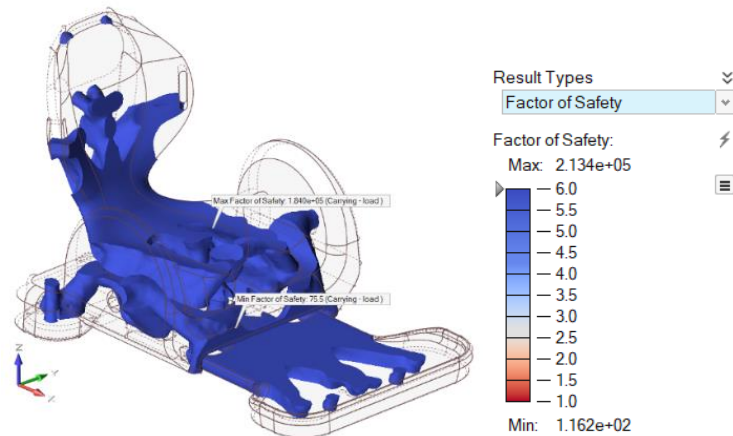 Result Types
Factor of Safety
Factor of Safety:
Max: 2.134e+05
6.0
5.5
5.0
4.5
4.0
3.5
3.0
2.5
2.0
1.5
1.0
Min: 1.162e+02
Max Factor of Safety: 1.840e+05 (Carrying - load )
Min Factor of Safety: 75.5 (Carrying - load )
Z
Y
X